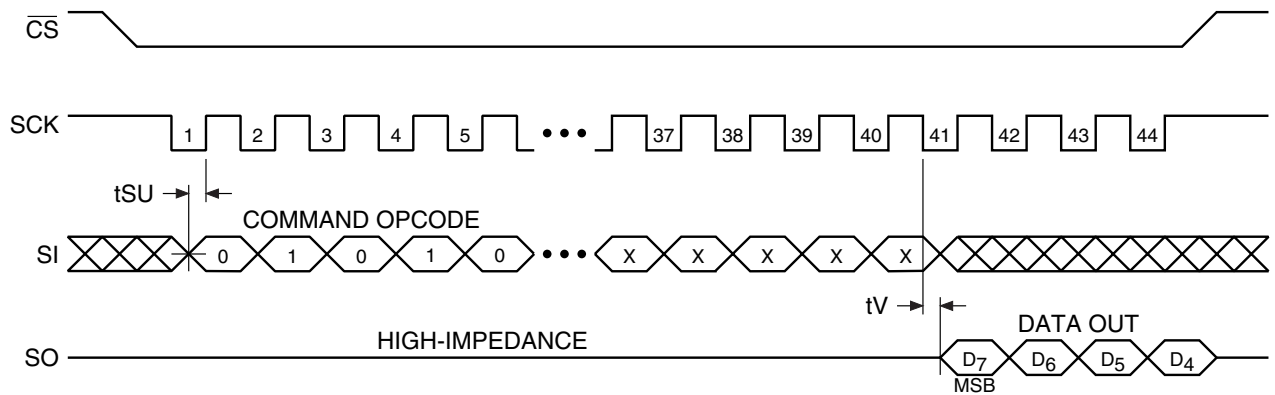 CS
SCK
1 2 3 4 5 ••• 37 38 39 40 41 42 43 44
tSU
COMMAND OPCODE
SI
0 1 0 1 0 ••• X X X X X
tV
HIGH-IMPEDANCE
DATA OUT
SO
D7 D6 D5 D4
MSB